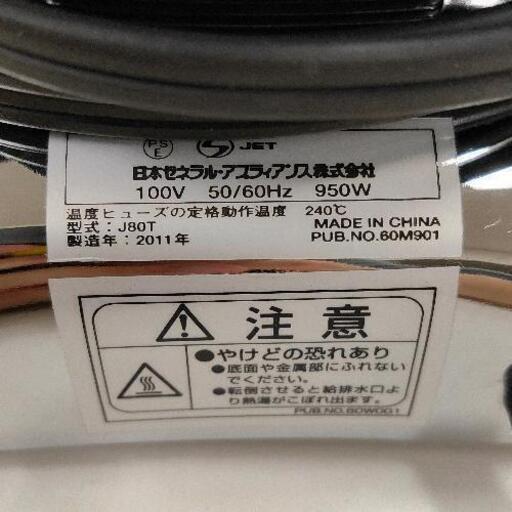 PS E JET
日本ゼネラル・アプライアンス株式会社
100V 50/60Hz 950W
温度ヒューズの定格動作温度 240℃
型式：J80T MADE IN CHINA
製造年：2011年 PUB.NO.60M901
注意
●やけどの恐れあり
●底面や金属部にふれないでください。
●転倒させると給排水口より熱湯がこぼれ出ます。
PUB.NO.60W001